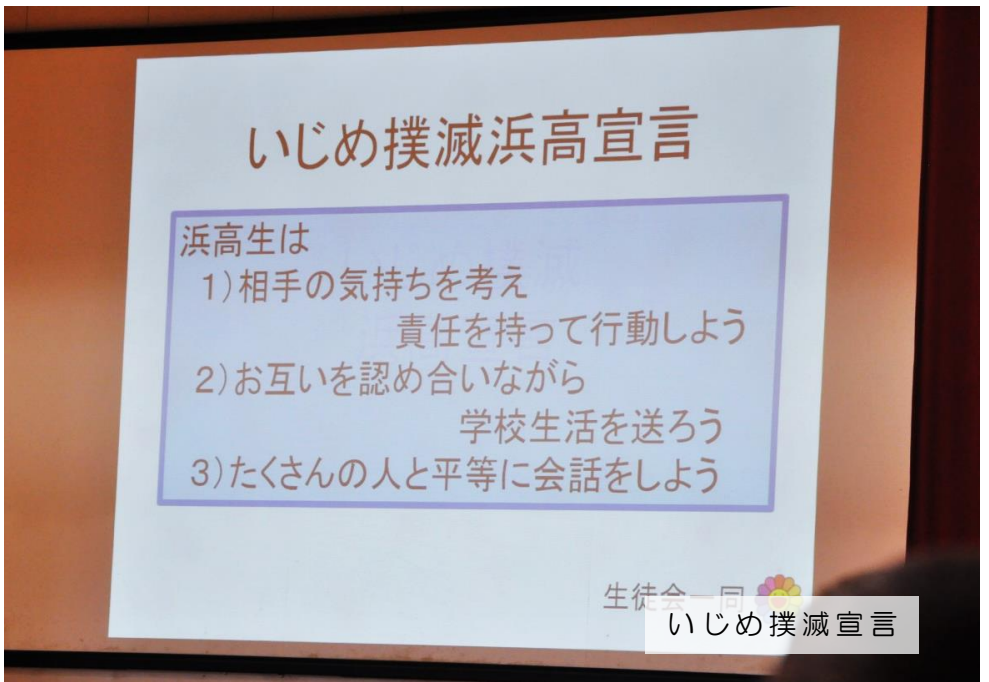 いじめ撲滅浜高宣言
浜高生は
1)相手の気持ちを考え
責任を持って行動しよう
2)お互いを認め合いながら
学校生活を送ろう
3)たくさんの人と平等に会話をしよう
生徒会一同
いじめ撲滅宣言